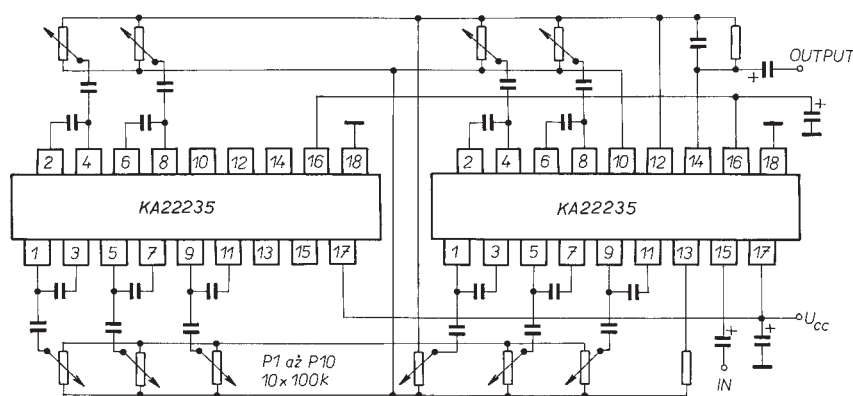 + OUTPUT
+
2 4 6 8 10 12 14 16 18
2 4 6 8 10 12 14 16 18
KA22235
KA22235
1 3 5 7 9 11 13 15 17
1 3 5 7 9 11 13 15 17
+ + Ucc
P1 až P10
10x100k
IN